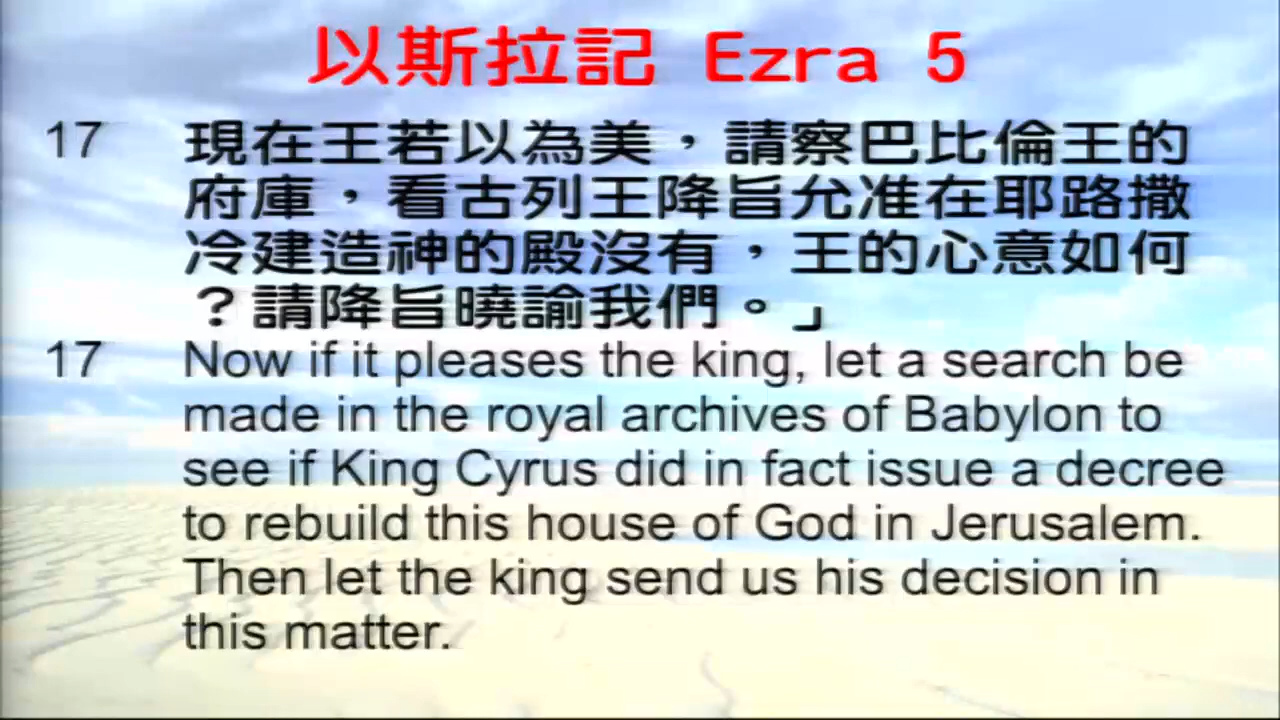 以斯拉記 Ezra 5
17 現在王若以為美，請察巴比倫王的
府庫，看古列王降旨允准在耶路撒
冷建造神的殿沒有，王的心意如何
？請降旨曉諭我們。」
17 Now if it pleases the king, let a search be
made in the royal archives of Babylon to
see if King Cyrus did in fact issue a decree
to rebuild this house of God in Jerusalem.
Then let the king send us his decision in
this matter.